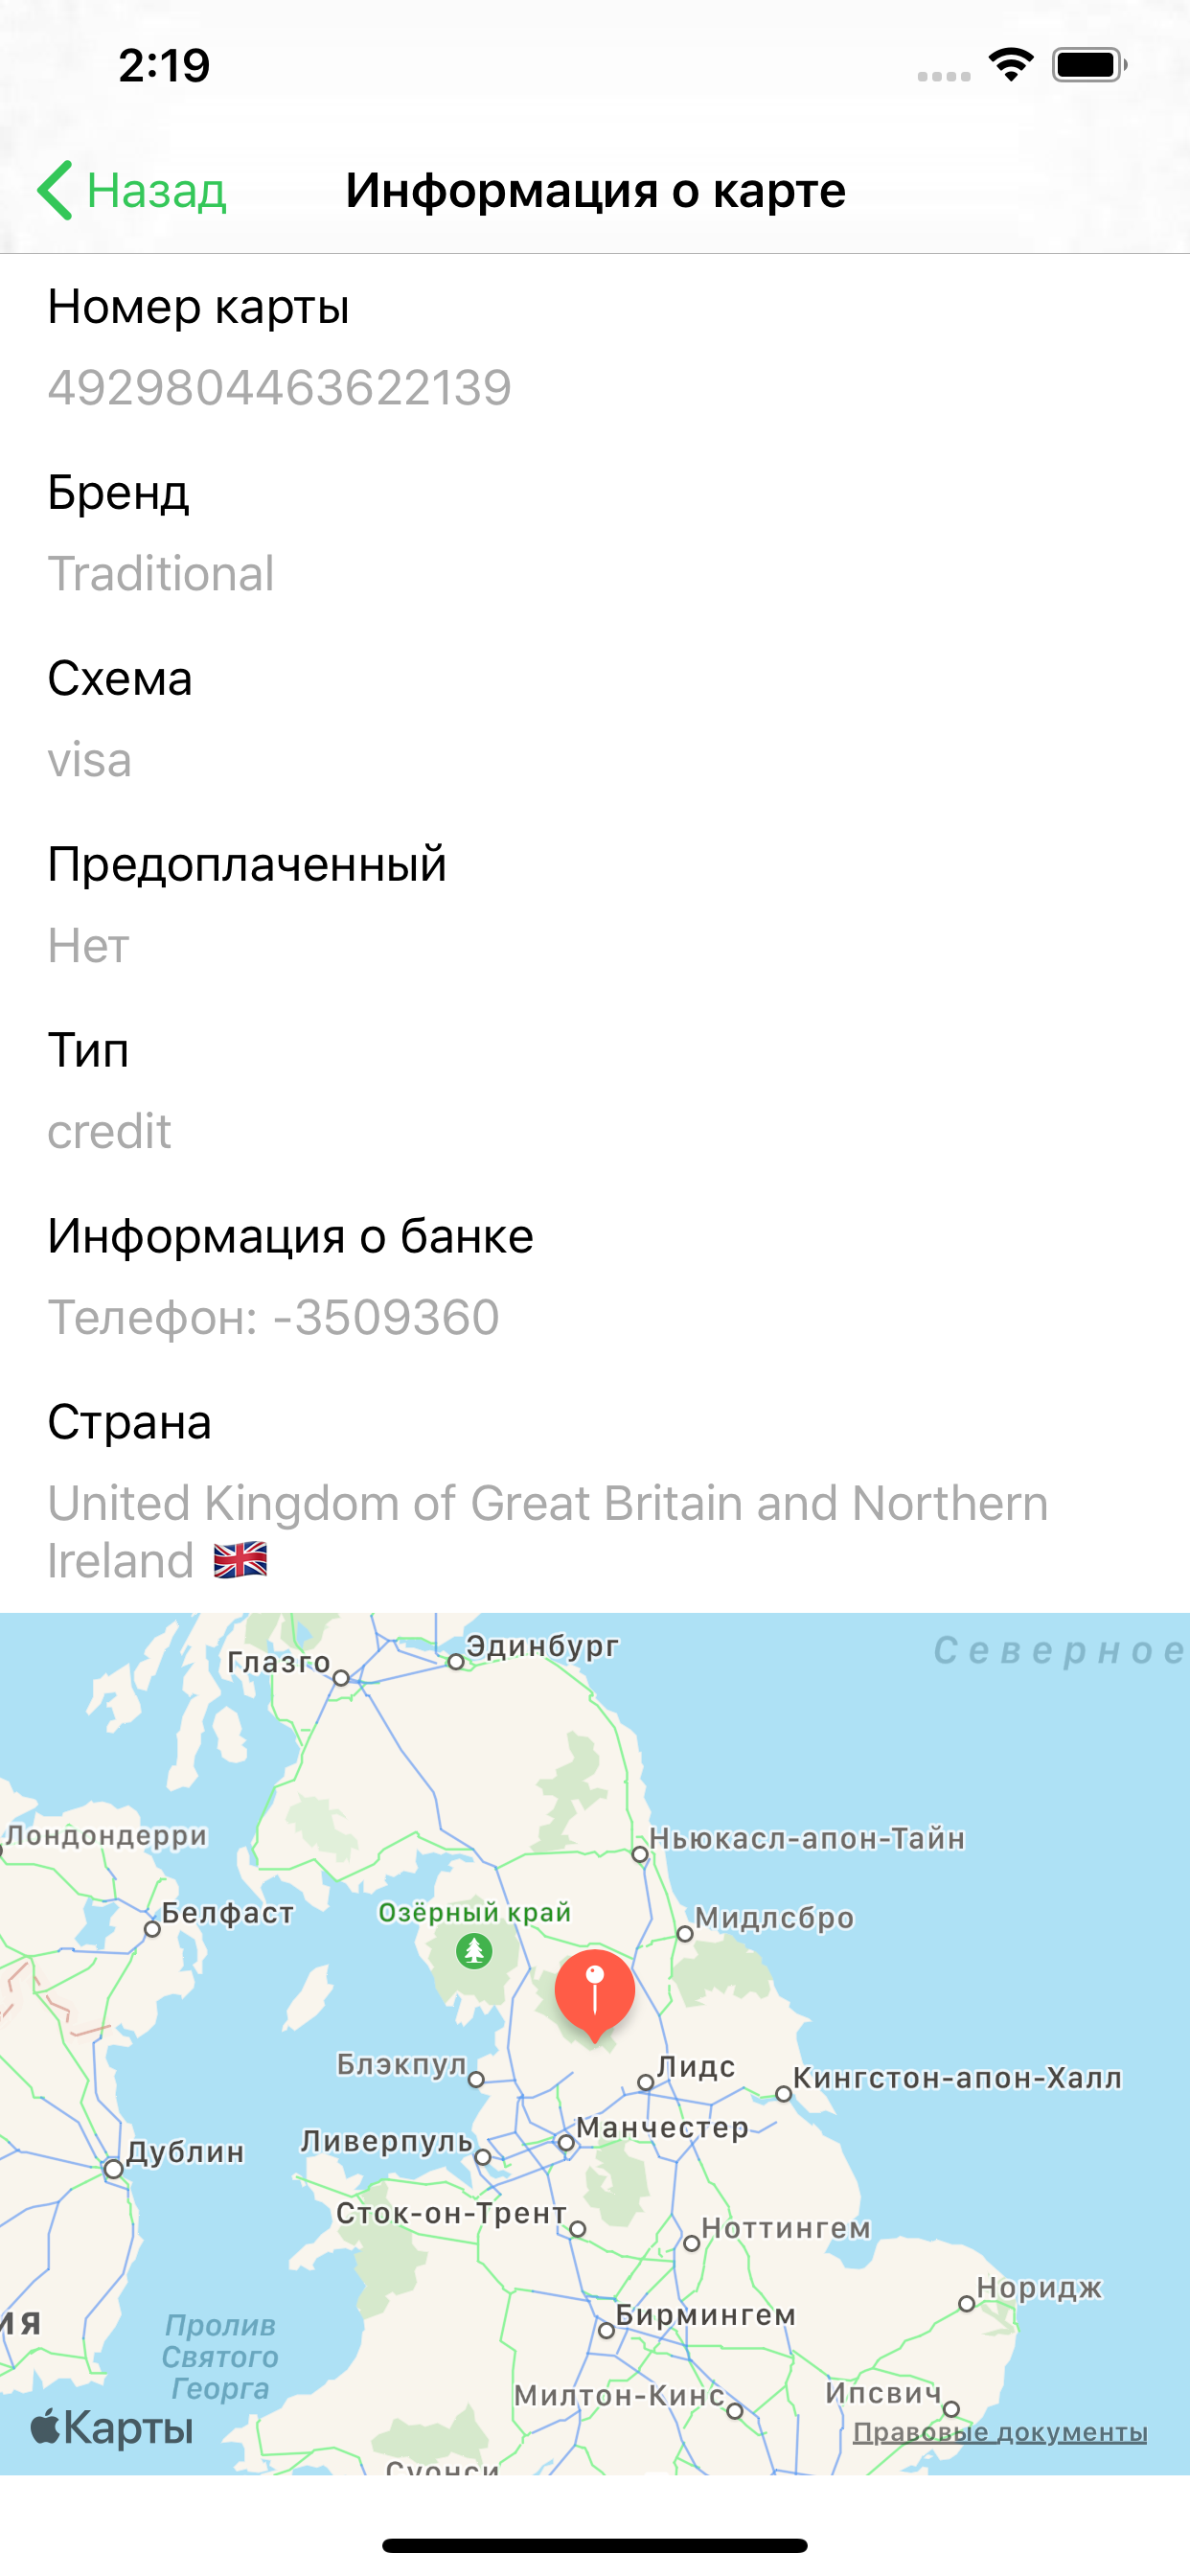 2:19
Назад
Информация о карте
Номер карты
4929804463622139
Бренд
Traditional
Схема
visa
Предоплаченный
Нет
Тип
credit
Информация о банке
Телефон: -3509360
Страна
United Kingdom of Great Britain and Northern
Ireland
Эдинбург
Северное
Глазго
Лондондерри
Ньюкасл-апон-Тайн
Белфаст
Озёрный край
Мидлсбро
Блэкпул
Лидс
Кингстон-апон-Халл
Манчестер
Ливерпуль
Дублин
Сток-он-Трент
Ноттингем
Норидж
ИЯ
Бирмингем
Пролив
Святого
Георга
Милтон-Кинс
Ипсвич
Карты
Правовые документы